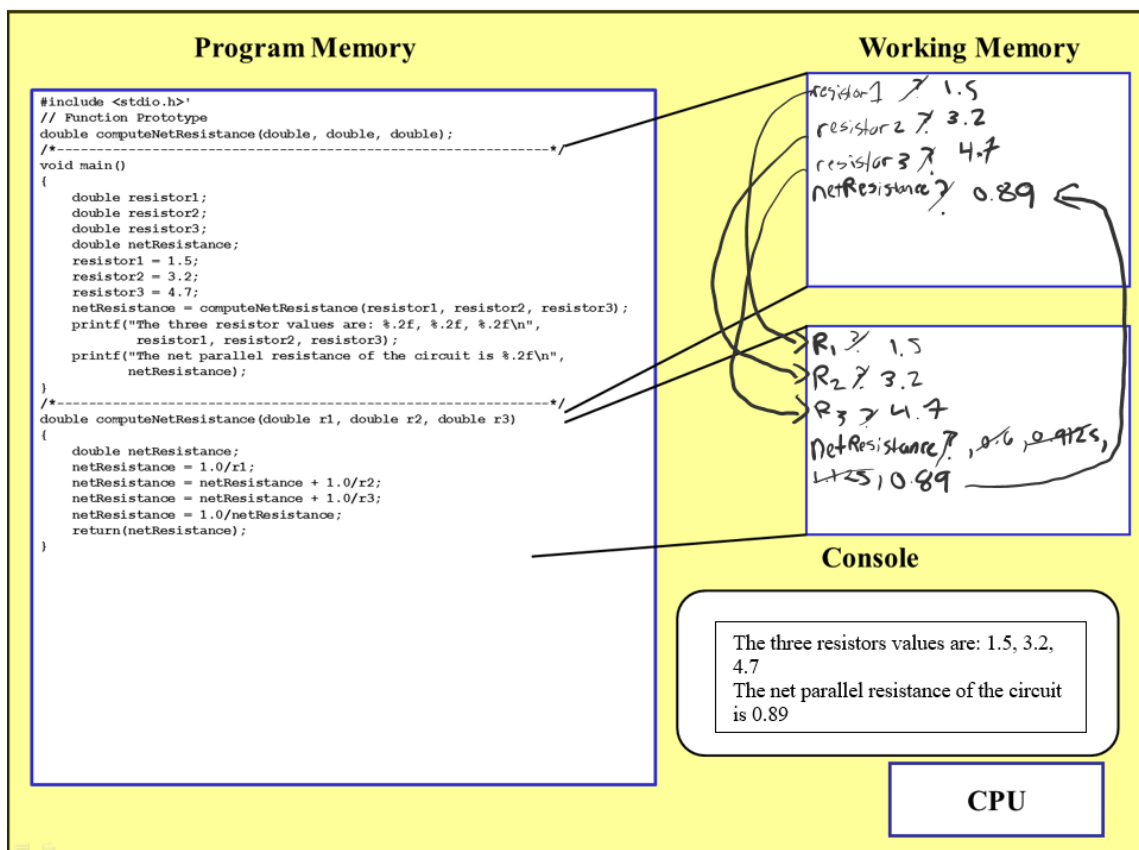 Program Memory
#include <stdio.h>'
// Function Prototype
double computeNetResistance(double, double, double);
/*--------------------------------------------------------------*/
void main()
{
    double resistor1;
    double resistor2;
    double resistor3;
    double netResistance;
    resistor1 = 1.5;
    resistor2 = 3.2;
    resistor3 = 4.7;
    netResistance = computeNetResistance(resistor1, resistor2, resistor3);
    printf("The three resistor values are: %.2f, %.2f, %.2f\n",
            resistor1, resistor2, resistor3);
    printf("The net parallel resistance of the circuit is %.2f\n",
           netResistance);
}
/*--------------------------------------------------------------*/
double computeNetResistance(double r1, double r2, double r3)
{
    double netResistance;
    netResistance = 1.0/r1;
    netResistance = netResistance + 1.0/r2;
    netResistance = netResistance + 1.0/r3;
    netResistance = 1.0/netResistance;
    return(netResistance);
}
Working Memory
resistor1 ? 1.5
resistor2 ? 3.2
resistor3 ? 4.7
netResistance ? 0.89
R1 ? 1.5
R2 ? 3.2
R3 ? 4.7
netResistance ?, 0.6, 0.9125,
1.125, 0.89
Console
The three resistors values are: 1.5, 3.2,
4.7
The net parallel resistance of the circuit
is 0.89
CPU